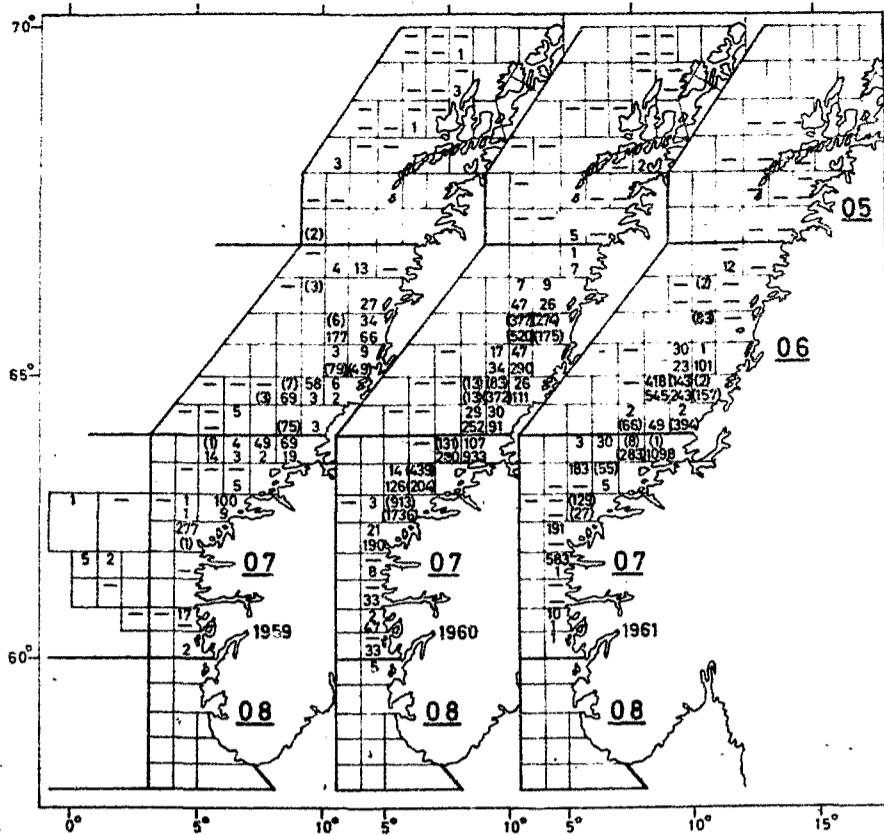 70°
— — — — —
— — 1 — — — —
— —
— — 3 — — —
— — —
— — 1 — —
3 — 2 —
— — — — 05
— — —
(2) 5
— 1 —
4 13 — 7 12
— (3) 7 9 — (2)
27 47 26 — — —
(6) 34 (377) (274) (83)
177 66 (520) (175) 06
3 9 — 17 47 30 1
(79) (49) 34 290 23 101
65°
— — — (7) 58 6 — — (13) (83) 26 — 418 (143) (2)
(3) 69 3 2 (13) (372) 111 545 243 (157)
— 5 29 30 2 2
— (75) 3 252 91 (66) 49 (394)
(1) 4 49 69 — (131) 107 3 30 (8) (1)
14 3 2 19 290 933 (283) 1098
— — — — 14 (439) 183 (55)
5 126 (204) — — 5
1 — — 1 100 — 3 (913) — (129)
1 9 (1736) — (27)
277 21 191
(1) 190 —
5 2 07 — 07 583 07
— 8 1
— — —
33 —
— — 17 2 10
— — 1959 47 1960 1 1961
2 33
60°
5
08 08 08
0° 5° 10° 5° 10° 5° 10° 15°